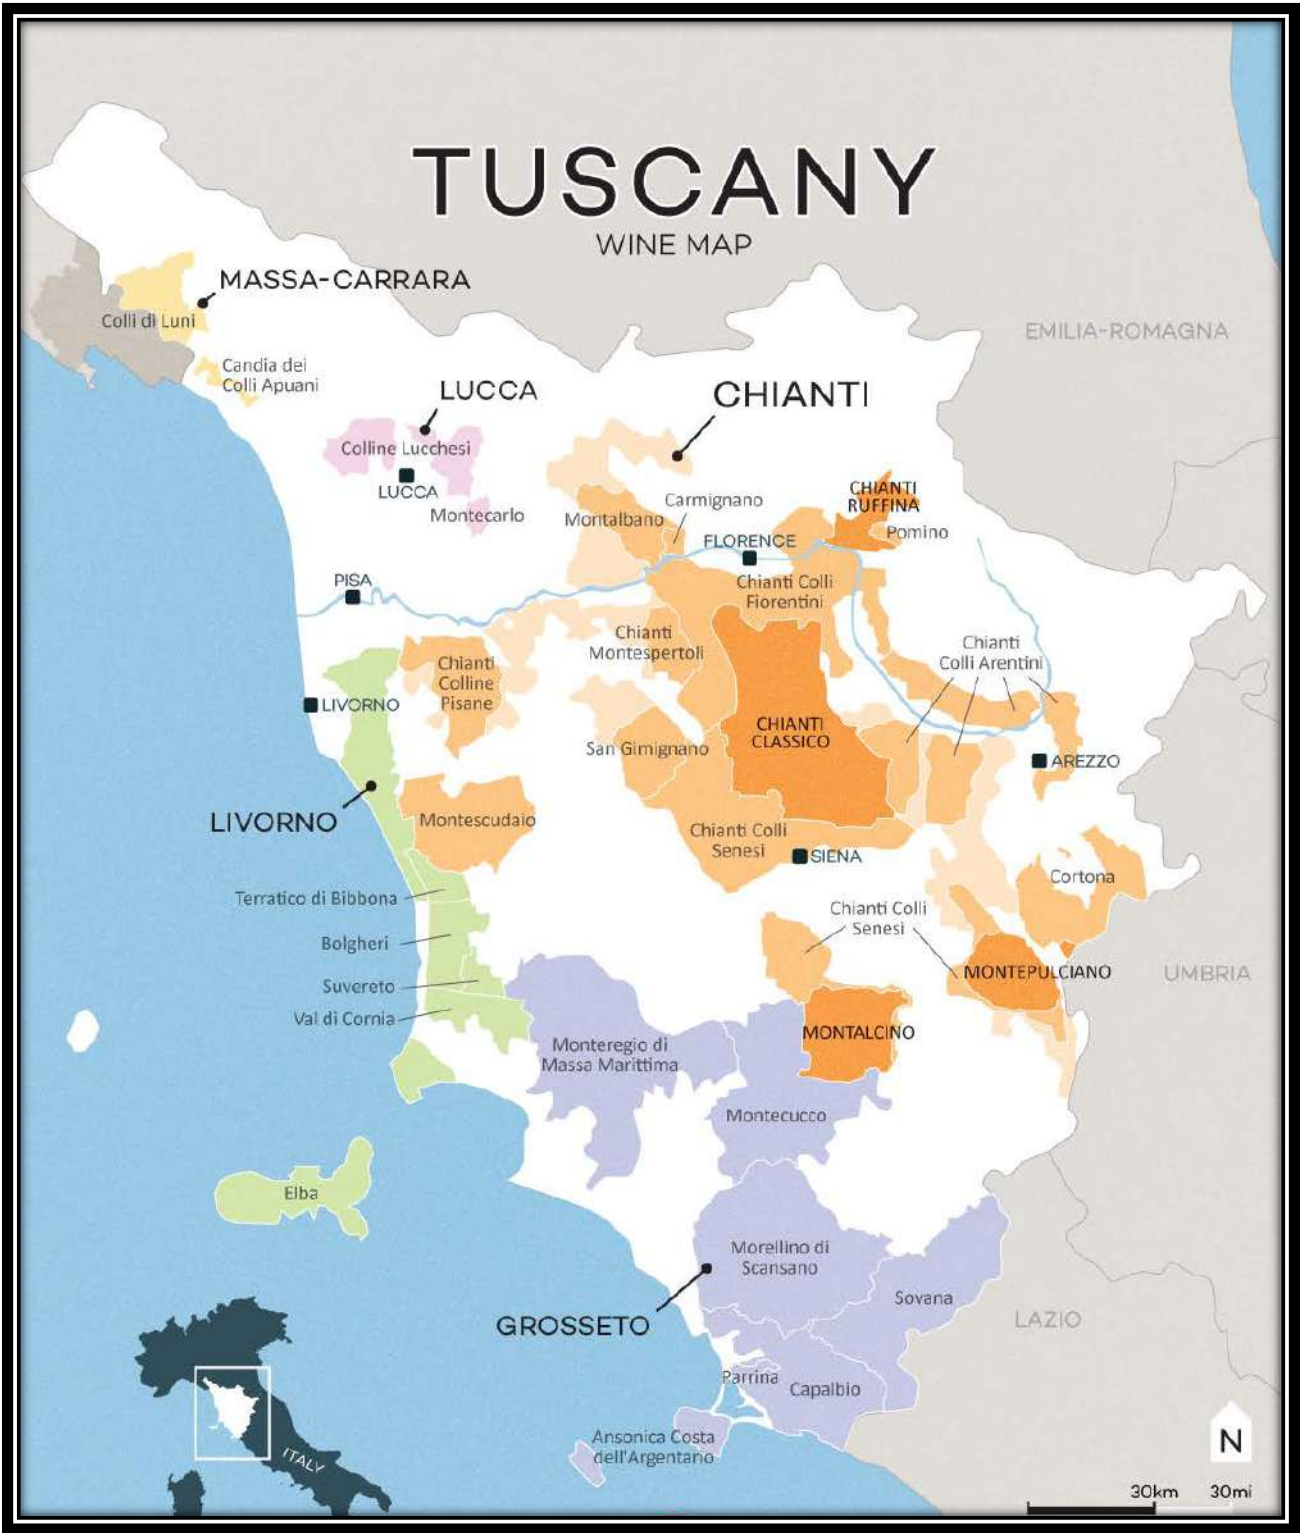 TUSCANY
WINE MAP
MASSA-CARRARA
Colli di Luni
EMILIA-ROMAGNA
Candia dei
Colli Apuani
LUCCA
CHIANTI
Colline Lucchesi
LUCCA
Montecarlo
CHIANTI
RUFFINA
Carmignano
Montalbano
Pomino
FLORENCE
PISA
Chianti Colli
Fiorentini
Chianti
Montespertoli
Chianti
Colli Arentini
Chianti
Colline
Pisane
LIVORNO
CHIANTI
CLASSICO
San Gimignano
AREZZO
LIVORNO
Montescudaio
Chianti Colli
Senesi
SIENA
Cortona
Terratico di Bibbona
Chianti Colli
Senesi
Bolgheri
MONTEPULCIANO
UMBRIA
Suvereto
Val di Cornia
MONTALCINO
Monteregio di
Massa Marittima
Montecucco
Elba
Morellino di
Scansano
Sovana
GROSSETO
LAZIO
Parrina
Capalbio
Ansonica Costa
dell'Argentario
ITALY
N
30km
30mi